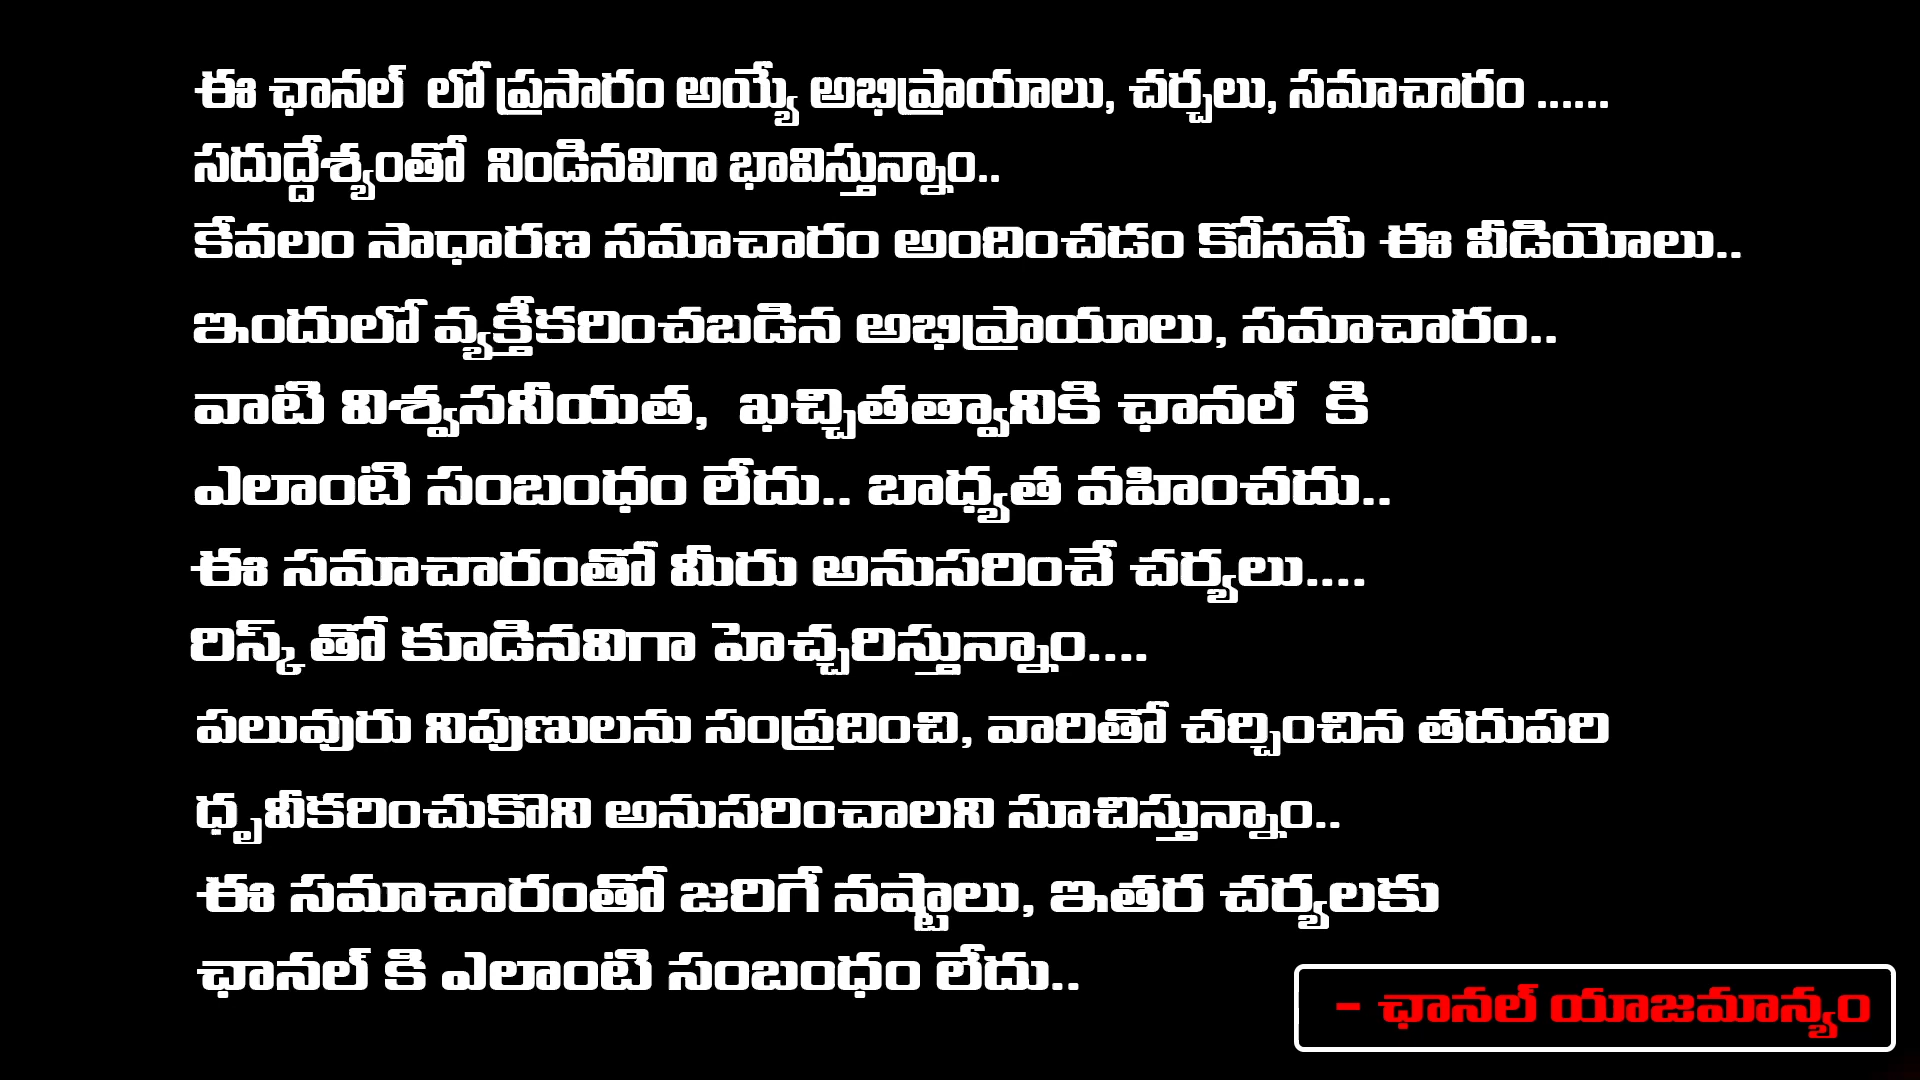 ఈ ఛానల్ లో ప్రసారం అయ్యే అభిప్రాయాలు, చర్చలు, సమాచారం ......
సదుద్దేశ్యంతో నిండినవిగా భావిస్తున్నాం..
కేవలం సాధారణ సమాచారం అందించడం కోసమే ఈ వీడియోలు..
ఇందులో వ్యక్తీకరించబడిన అభిప్రాయాలు, సమాచారం..
వాటి విశ్వసనీయత, ఖచ్చితత్వానికి ఛానల్ కి
ఎలాంటి సంబంధం లేదు.. బాధ్యత వహించదు..
ఈ సమాచారంతో మీరు అనుసరించే చర్యలు....
రిస్క్ తో కూడినవిగా హెచ్చరిస్తున్నాం....
పలువురు నిపుణులను సంప్రదించి, వారితో చర్చించిన తదుపరి
ధృవీకరించుకొని అనుసరించాలని సూచిస్తున్నాం..
ఈ సమాచారంతో జరిగే నష్టాలు, ఇతర చర్యలకు
ఛానల్ కి ఎలాంటి సంబంధం లేదు..
- ఛానల్ యాజమాన్యం